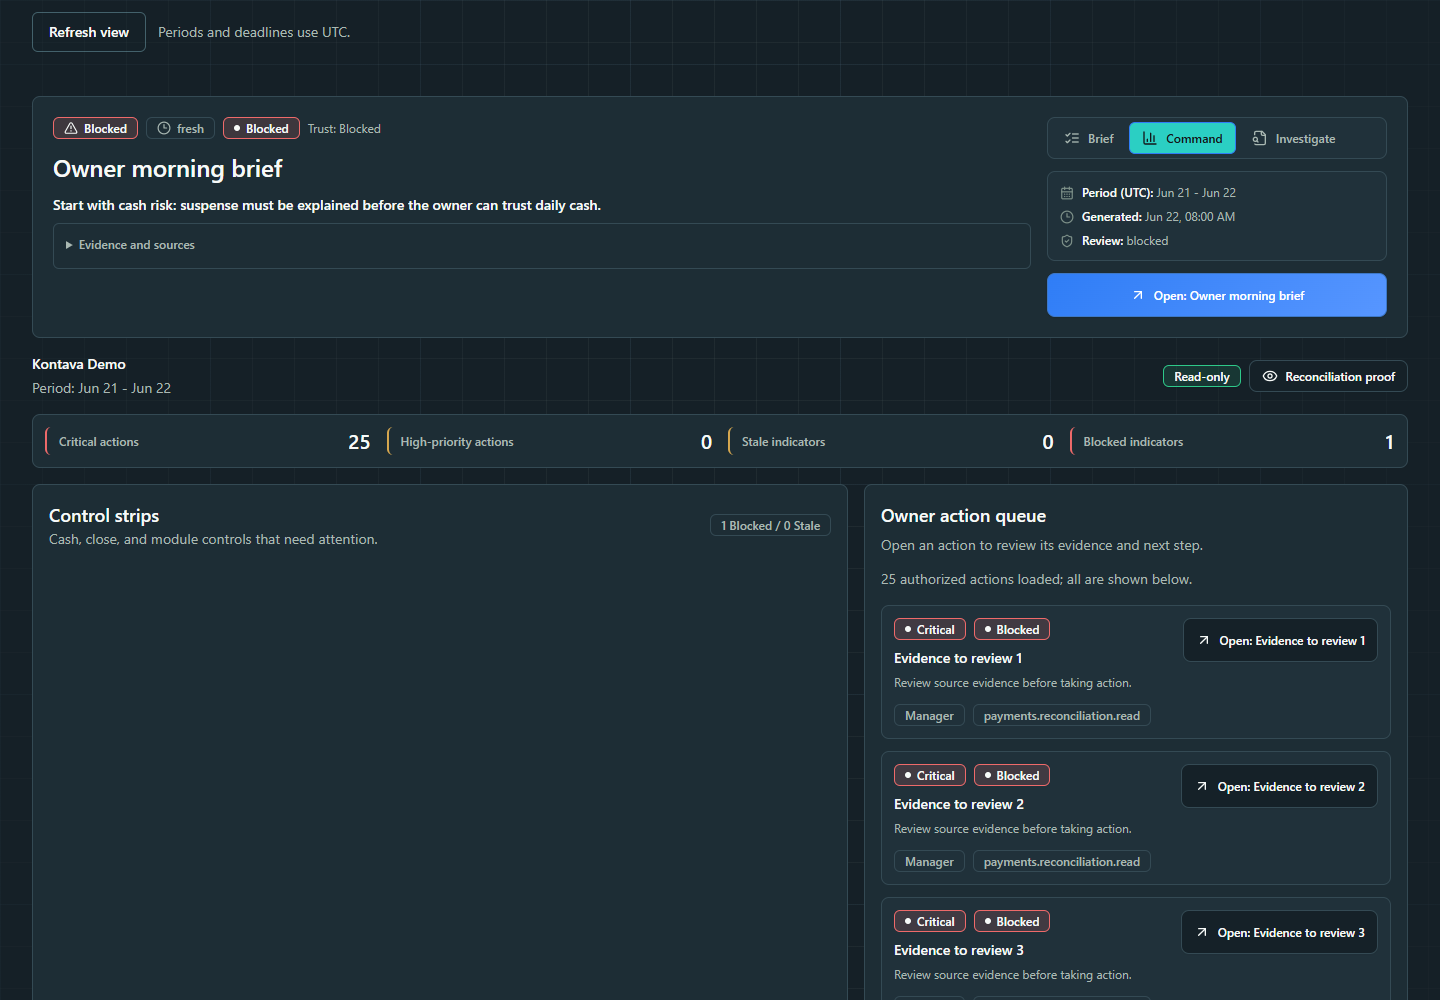 Refresh view
Periods and deadlines use UTC.
Blocked
fresh
Blocked
Trust: Blocked
Owner morning brief
Start with cash risk: suspense must be explained before the owner can trust daily cash.
Evidence and sources
Brief
Command
Investigate
Period (UTC): Jun 21 - Jun 22
Generated: Jun 22, 08:00 AM
Review: blocked
Open: Owner morning brief
Kontava Demo
Period: Jun 21 - Jun 22
Read-only
Reconciliation proof
Critical actions 25
High-priority actions 0
Stale indicators 0
Blocked indicators 1
Control strips
Cash, close, and module controls that need attention.
1 Blocked / 0 Stale
Owner action queue
Open an action to review its evidence and next step.
25 authorized actions loaded; all are shown below.
Critical
Blocked
Open: Evidence to review 1
Evidence to review 1
Review source evidence before taking action.
Manager
payments.reconciliation.read
Critical
Blocked
Open: Evidence to review 2
Evidence to review 2
Review source evidence before taking action.
Manager
payments.reconciliation.read
Critical
Blocked
Open: Evidence to review 3
Evidence to review 3
Review source evidence before taking action.